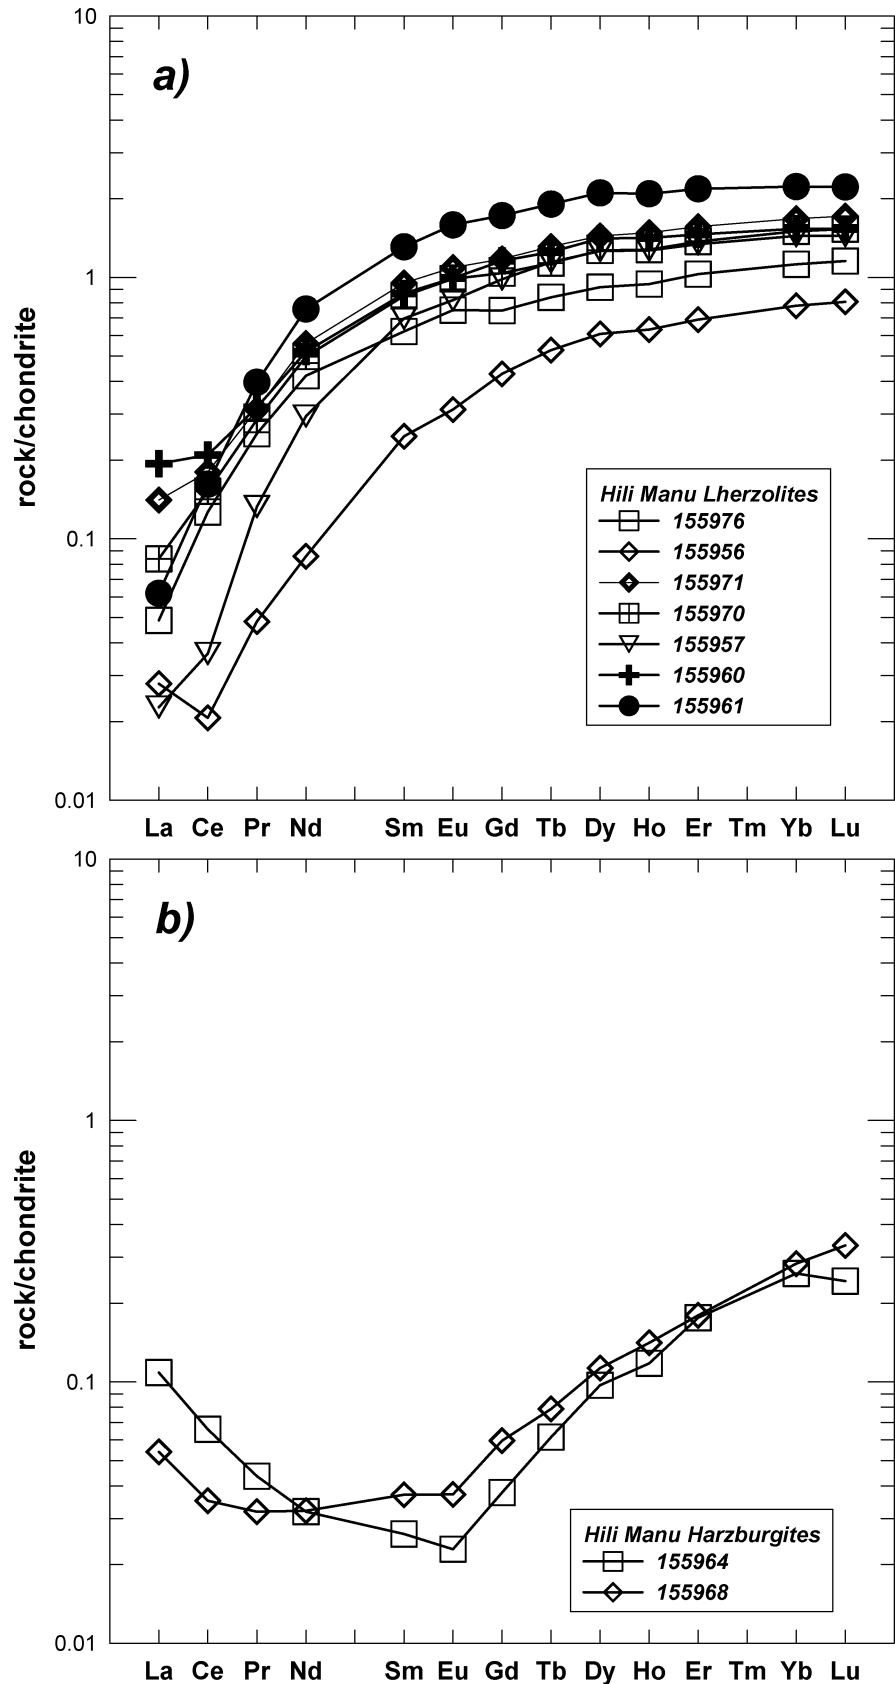 a)
10
1
0.1
0.01
rock/chondrite
Hili Manu Lherzolites
155976
155956
155971
155970
155957
155960
155961
La Ce Pr Nd Sm Eu Gd Tb Dy Ho Er Tm Yb Lu
b)
10
1
0.1
0.01
rock/chondrite
Hili Manu Harzburgites
155964
155968
La Ce Pr Nd Sm Eu Gd Tb Dy Ho Er Tm Yb Lu